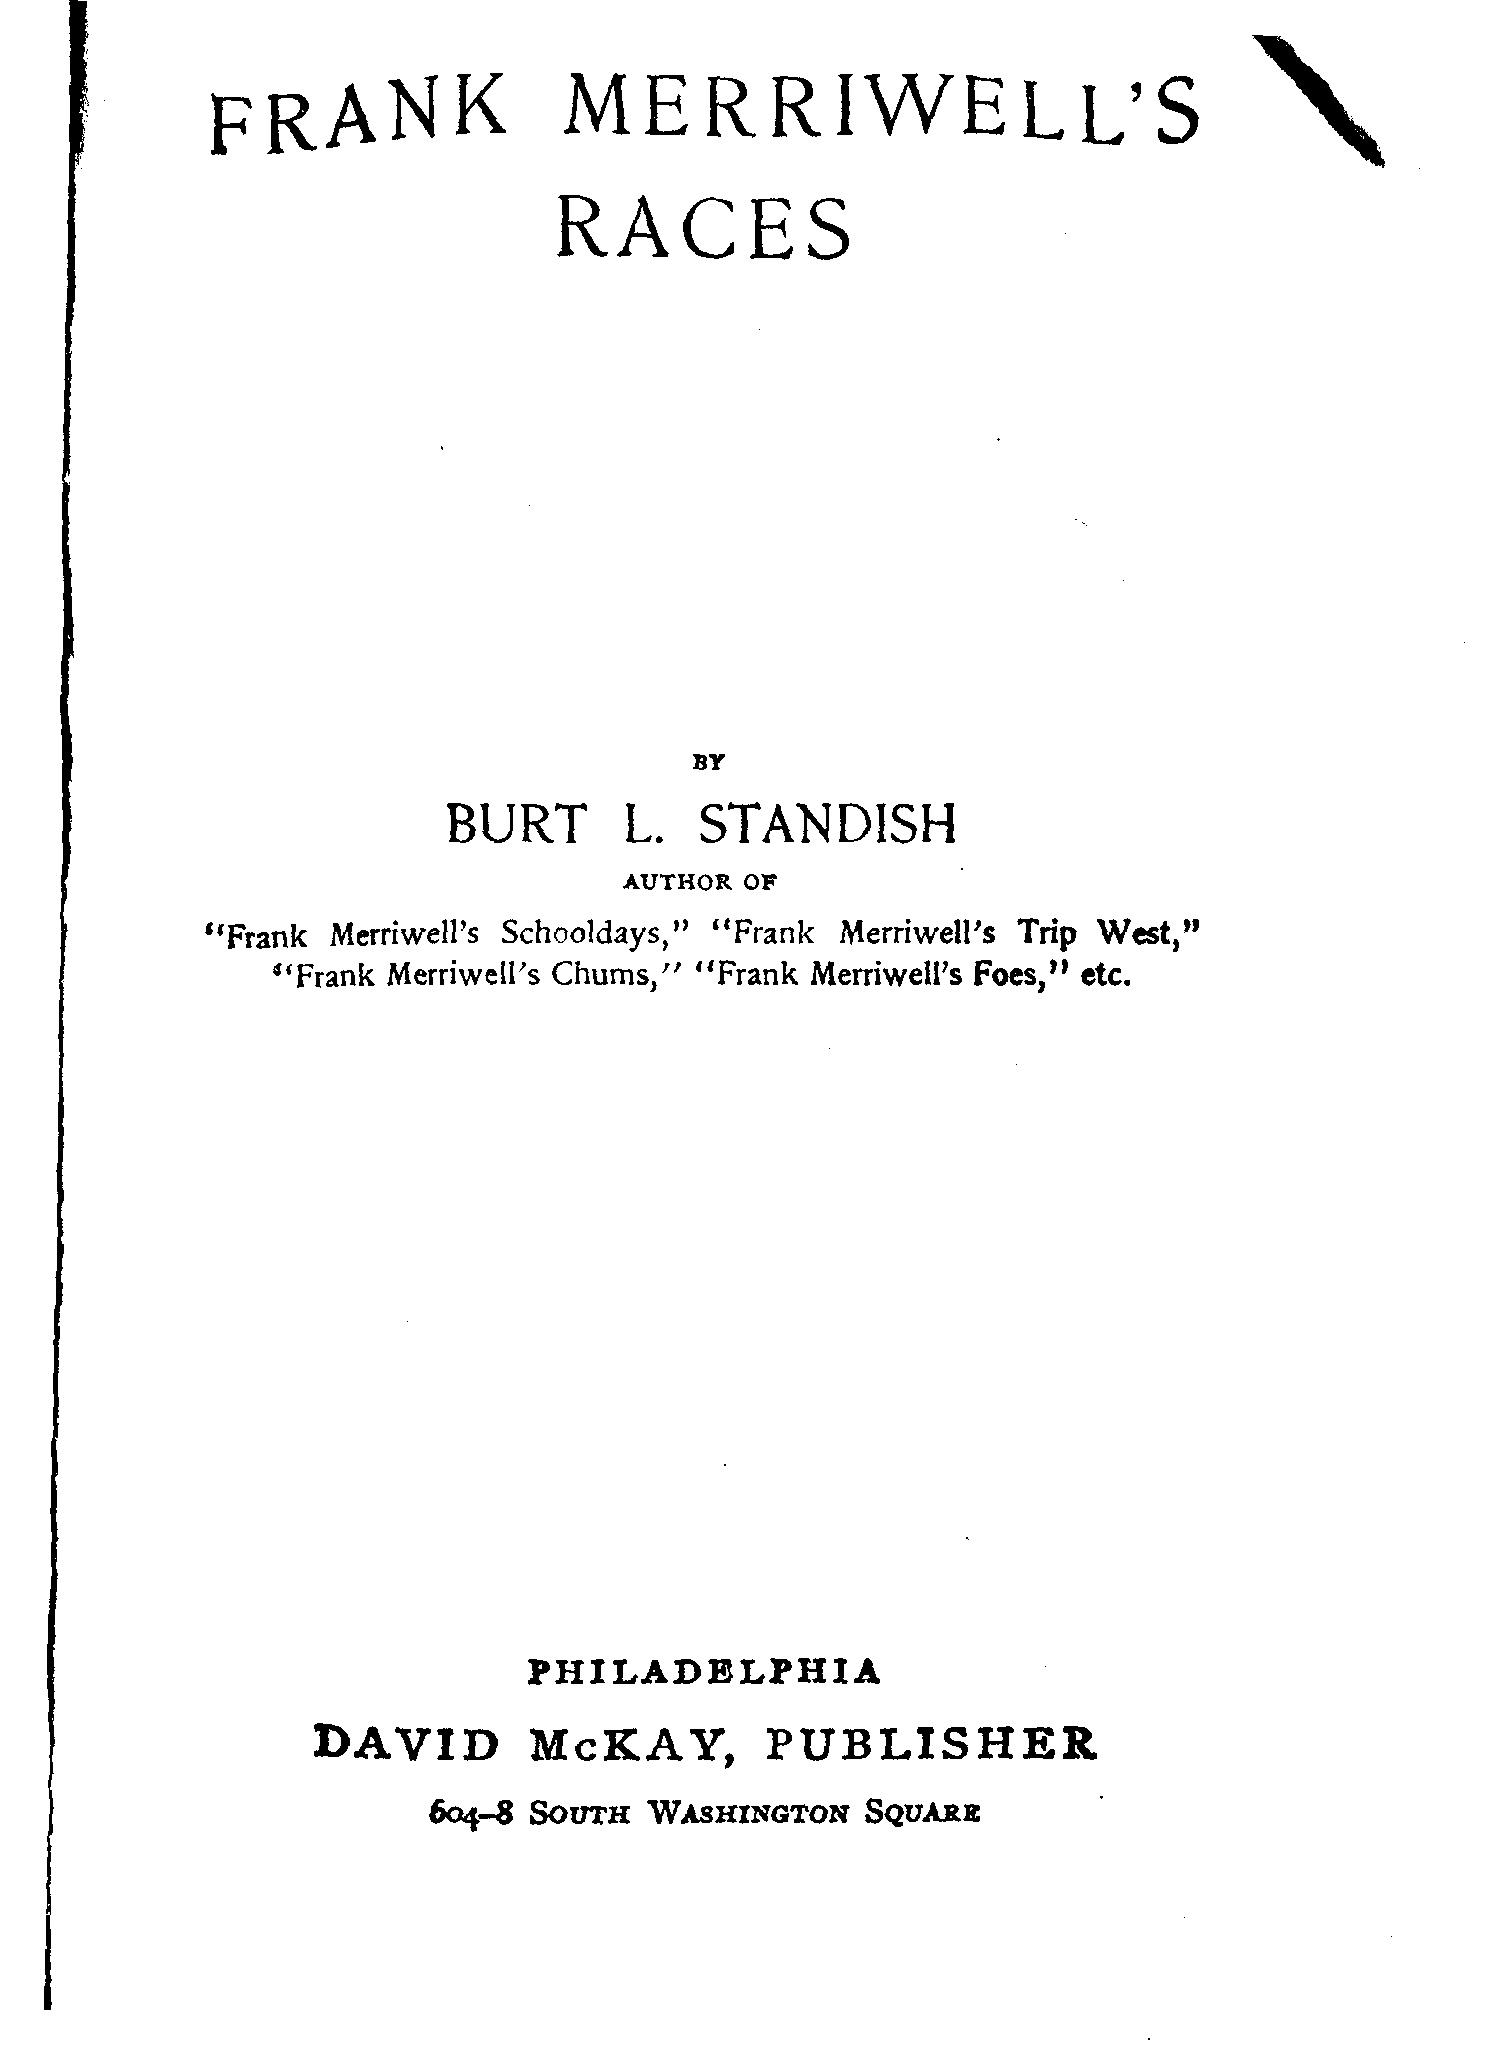 FRANK MERRIWELL'S
RACES
BY
BURT L. STANDISH
AUTHOR OF
"Frank Merriwell's Schooldays," "Frank Merriwell's Trip West,"
"Frank Merriwell's Chums," "Frank Merriwell's Foes," etc.
PHILADELPHIA
DAVID McKAY, PUBLISHER
604–8 SOUTH WASHINGTON SQUARE